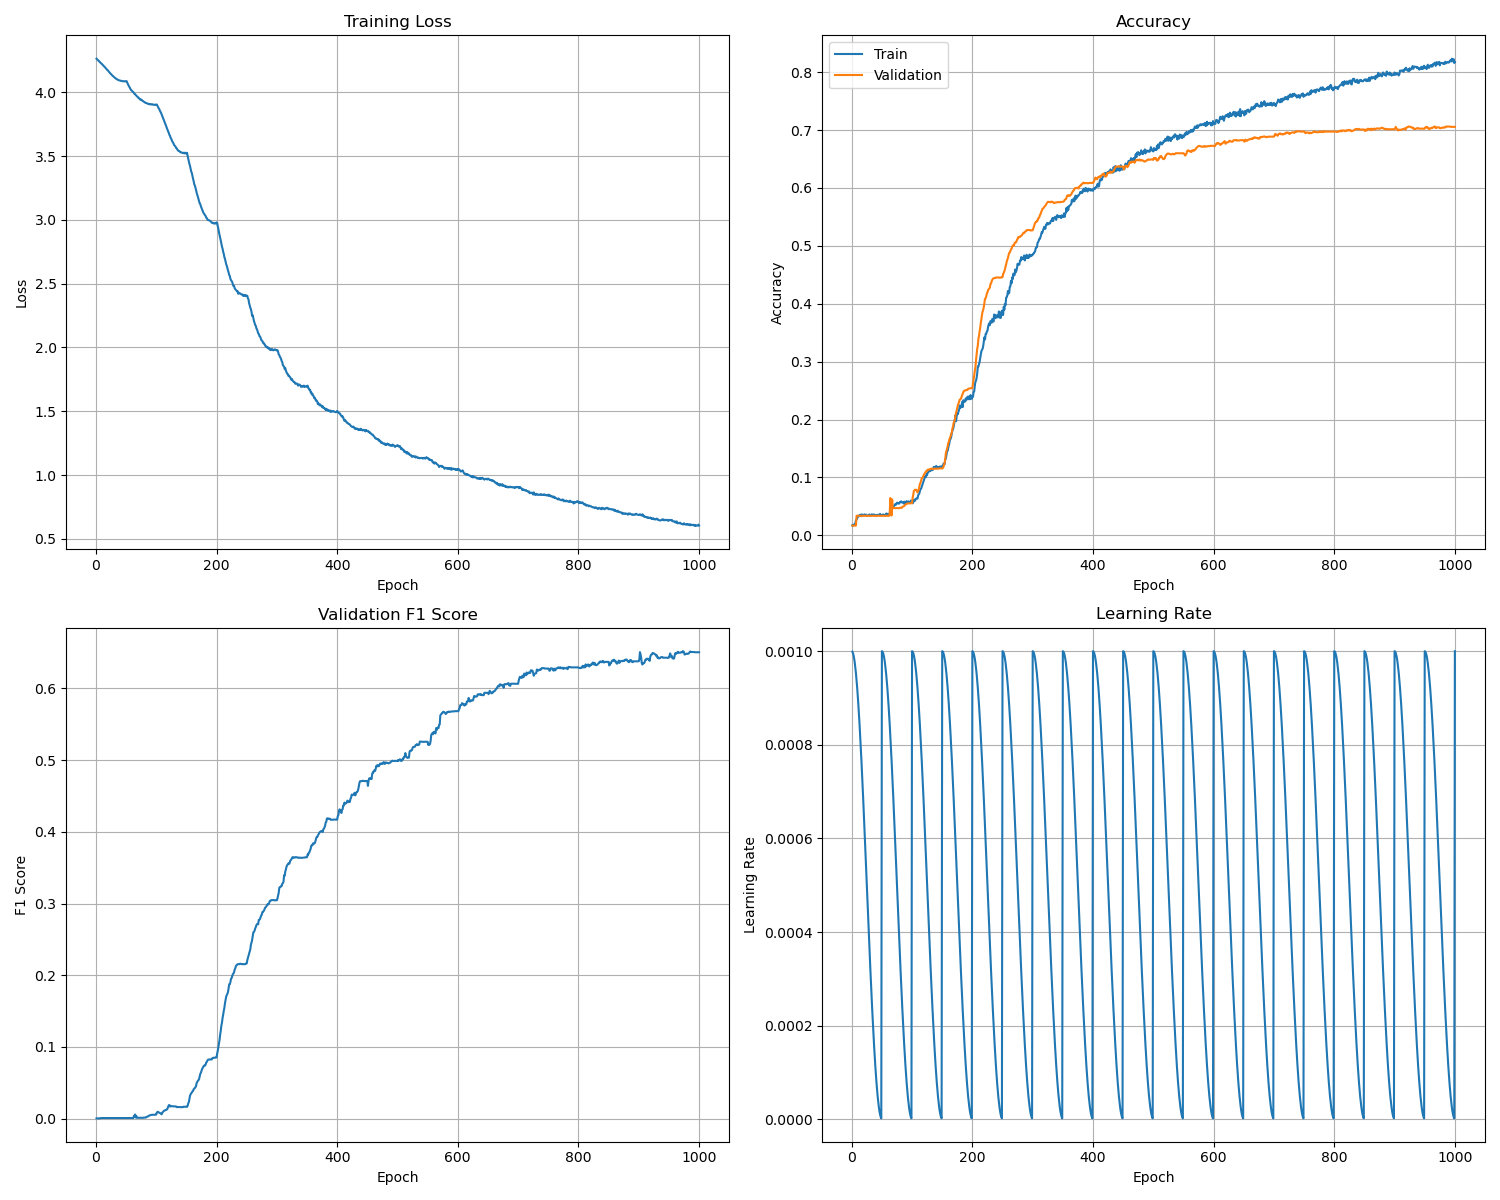 Training Loss
4.0
3.5
3.0
2.5
2.0
1.5
1.0
0.5
Loss
0 200 400 600 800 1000
Epoch
Accuracy
Train
Validation
0.8
0.7
0.6
0.5
0.4
0.3
0.2
0.1
0.0
Accuracy
0 200 400 600 800 1000
Epoch
Validation F1 Score
0.6
0.5
0.4
0.3
0.2
0.1
0.0
F1 Score
0 200 400 600 800 1000
Epoch
Learning Rate
0.0010
0.0008
0.0006
0.0004
0.0002
0.0000
Learning Rate
0 200 400 600 800 1000
Epoch